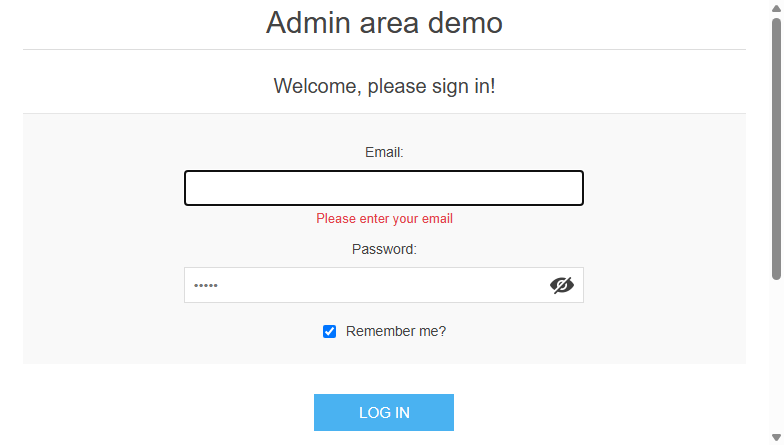 Admin area demo
Welcome, please sign in!
Email:
Please enter your email
Password:
•••••
Remember me?
LOG IN